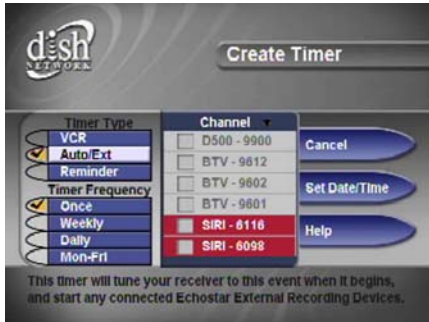 dish
NETWORK
Create Timer
Timer Type
VCR
Auto/Ext
Reminder
Timer Frequency
Once
Weekly
Daily
Mon-Fri
Channel
D500 - 9900
BTV - 9612
BTV - 9602
BTV - 9601
SIRI - 6116
SIRI - 6098
Cancel
Set Date/Time
Help
This timer will tune your receiver to this event when it begins,
and start any connected Echostar External Recording Devices.